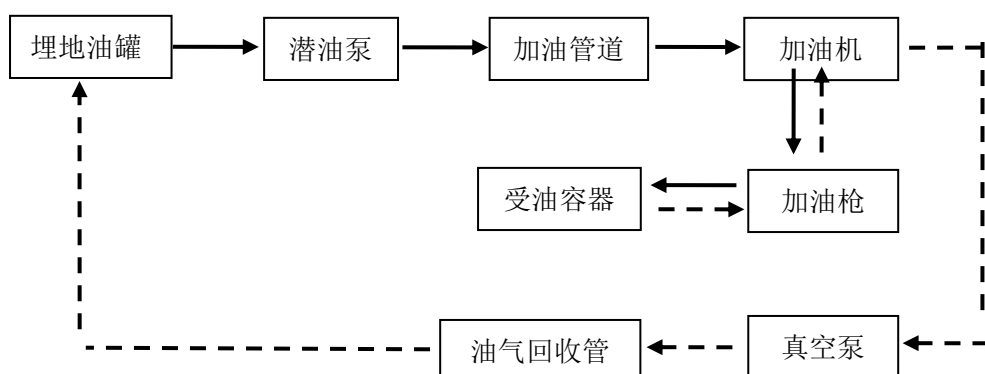 埋地油罐
潜油泵
加油管道
加油机
受油容器
加油枪
油气回收管
真空泵